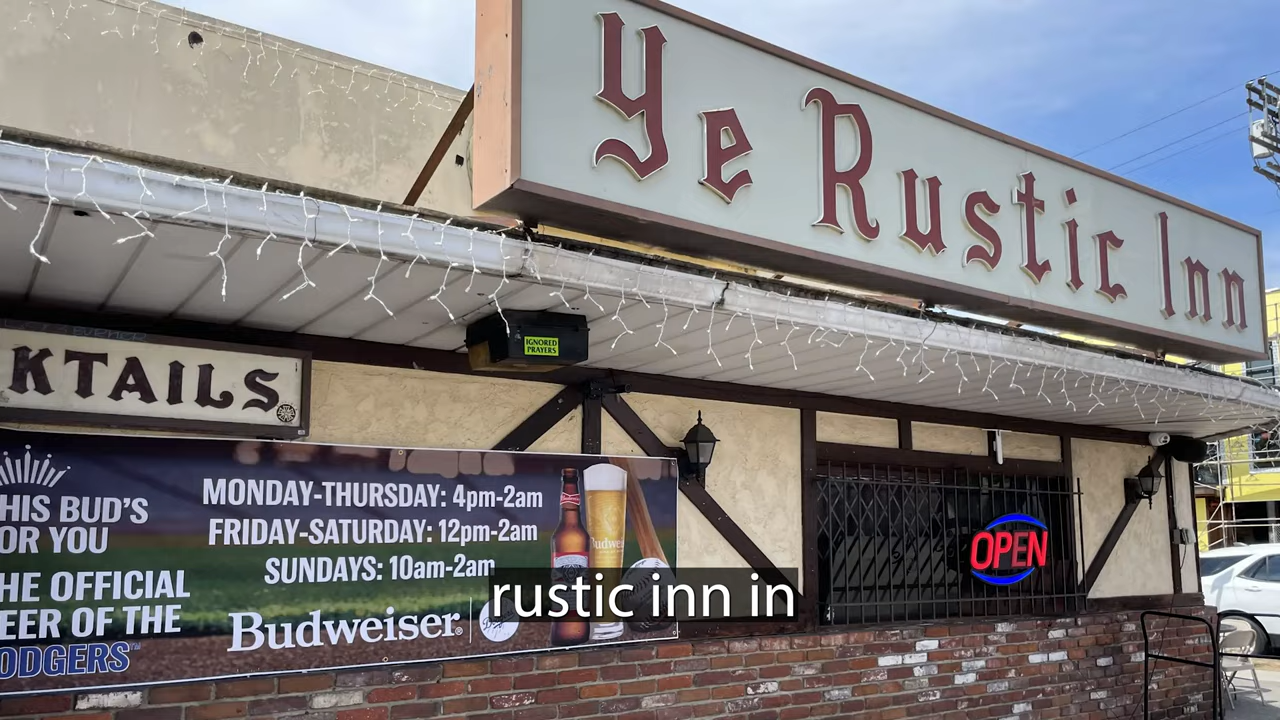 Ye Rustic Inn
IGNORED
PRAYERS
KTAILS
HIS BUD'S
OR YOU
HE OFFICIAL
EER OF THE
ODGERS
MONDAY-THURSDAY: 4pm-2am
FRIDAY-SATURDAY: 12pm-2am
SUNDAYS: 10am-2am
Budweiser
Budwei
OPEN
rustic inn in